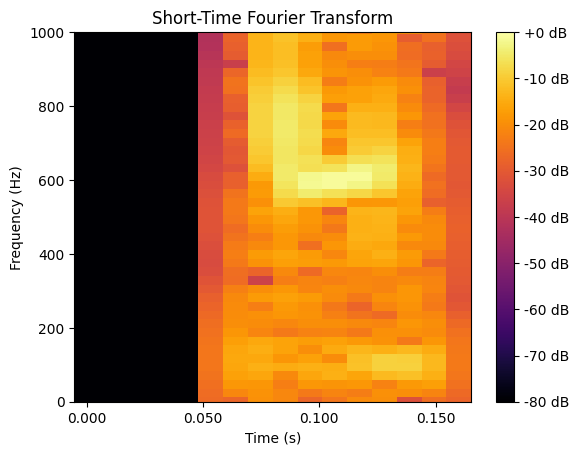 Short-Time Fourier Transform
1000
800
600
400
200
0
Frequency (Hz)
0.000
0.050
0.100
0.150
Time (s)
+0 dB
-10 dB
-20 dB
-30 dB
-40 dB
-50 dB
-60 dB
-70 dB
-80 dB